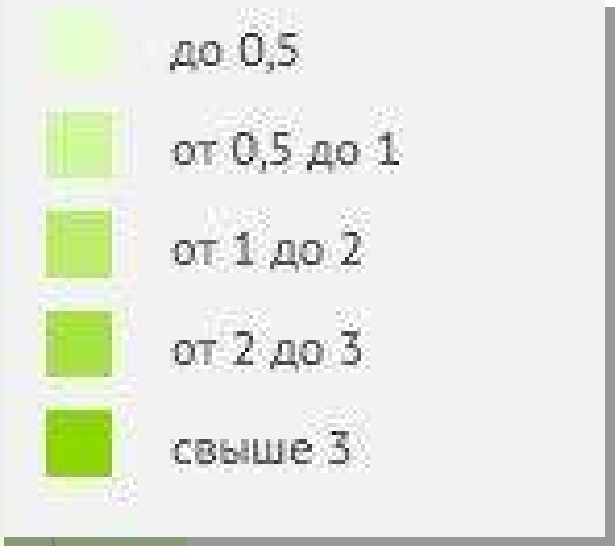 до 0,5
от 0,5 до 1
от 1 до 2
от 2 до 3
свыше 3